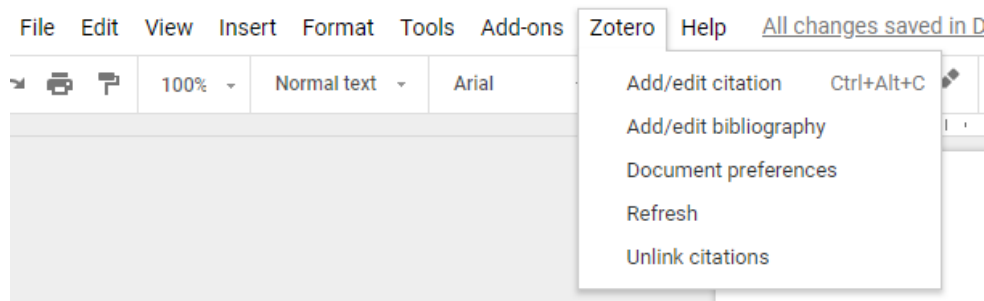 File Edit View Insert Format Tools Add-ons Zotero Help All changes saved in D
100% Normal text Arial
Add/edit citation Ctrl+Alt+C
Add/edit bibliography
Document preferences
Refresh
Unlink citations